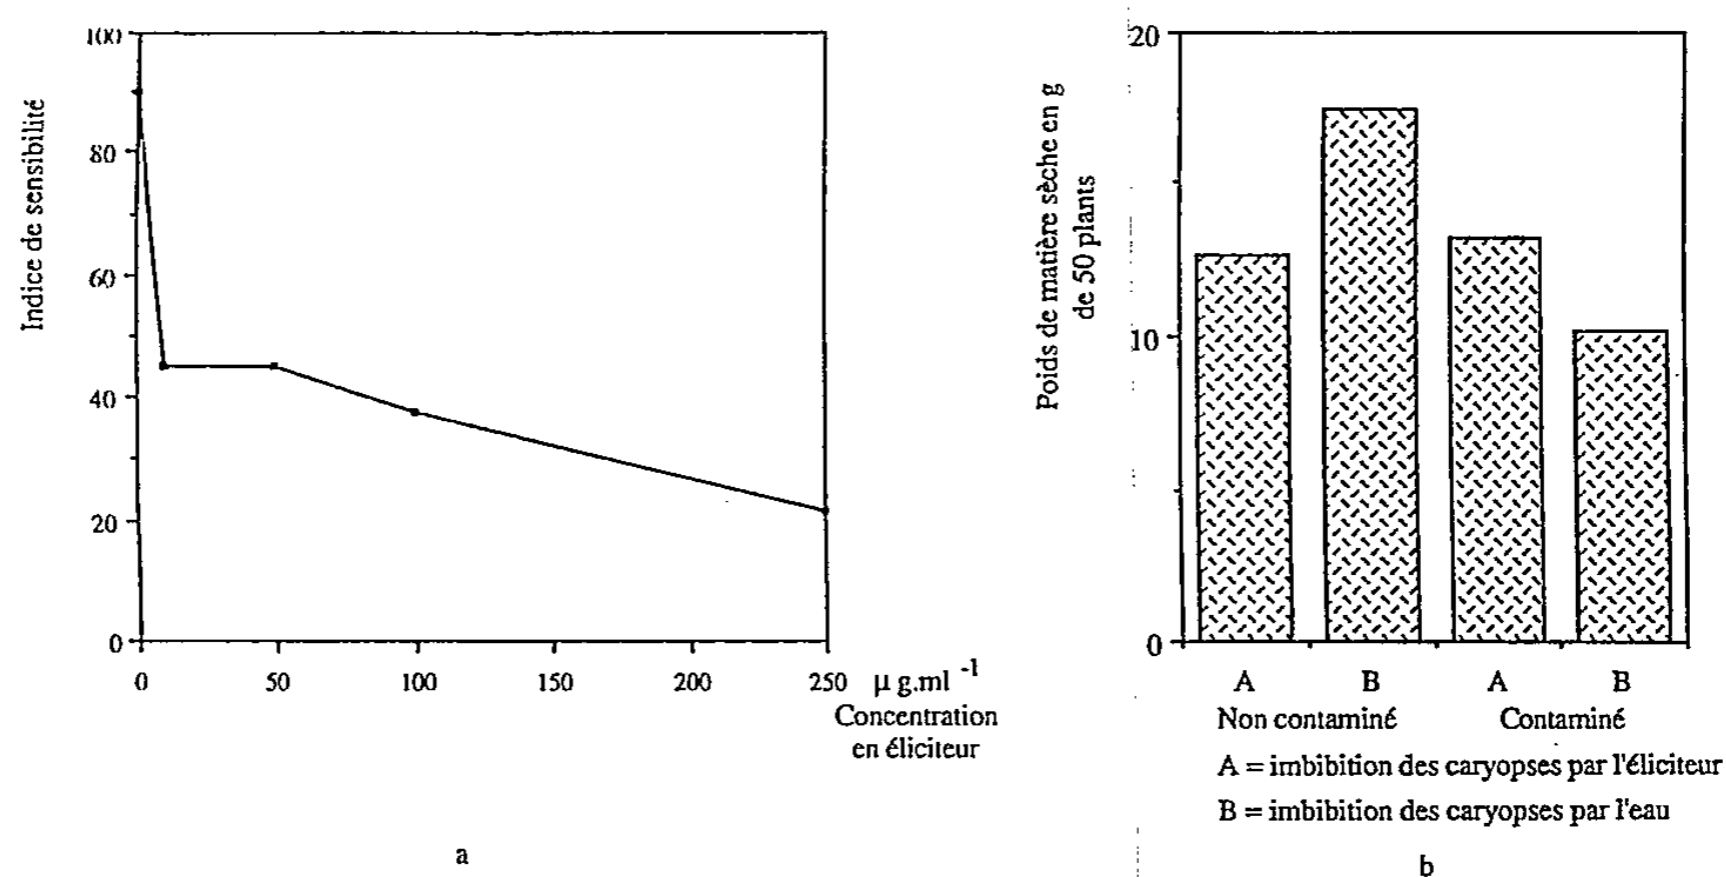 Indice de sensibilité
100
80
60
40
20
0
0 50 100 150 200 250 μ g.ml -1
Concentration
en éliciteur
a
Poids de matière sèche en g
de 50 plants
20
10
0
A B A B
Non contaminé Contaminé
A = imbibition des caryopses par l'éliciteur
B = imbibition des caryopses par l'eau
b